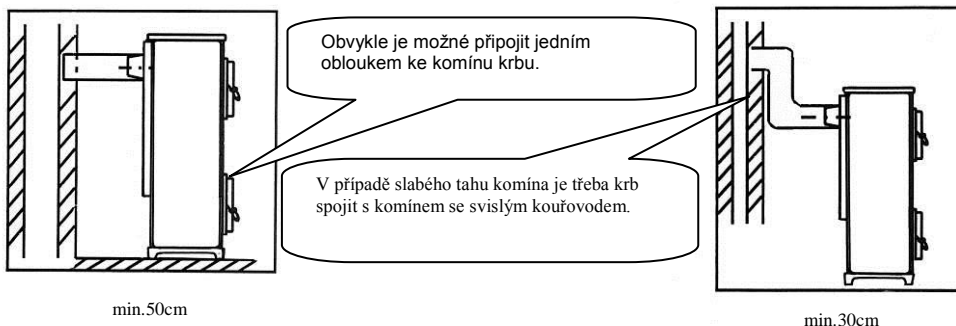 Obvykle je možné připojit jedním
obloukem ke komínu krbu.
V případě slabého tahu komína je třeba krb
spojit s komínem se svislým kouřovodem.
min.50cm
min.30cm